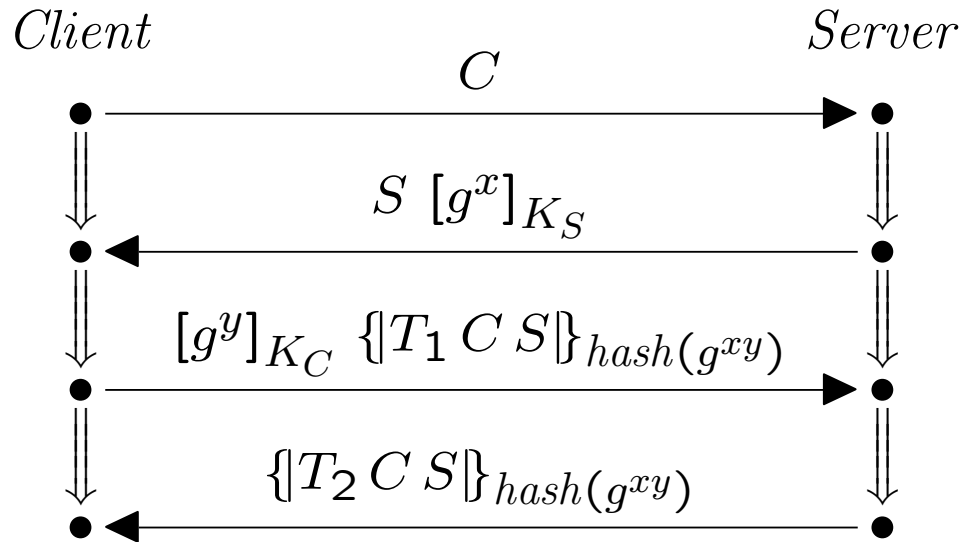 Client Server
C
S [g^x]_{K_S}
[g^y]_{K_C} {|T_1 C S|}_{hash(g^{xy})}
{|T_2 C S|}_{hash(g^{xy})}